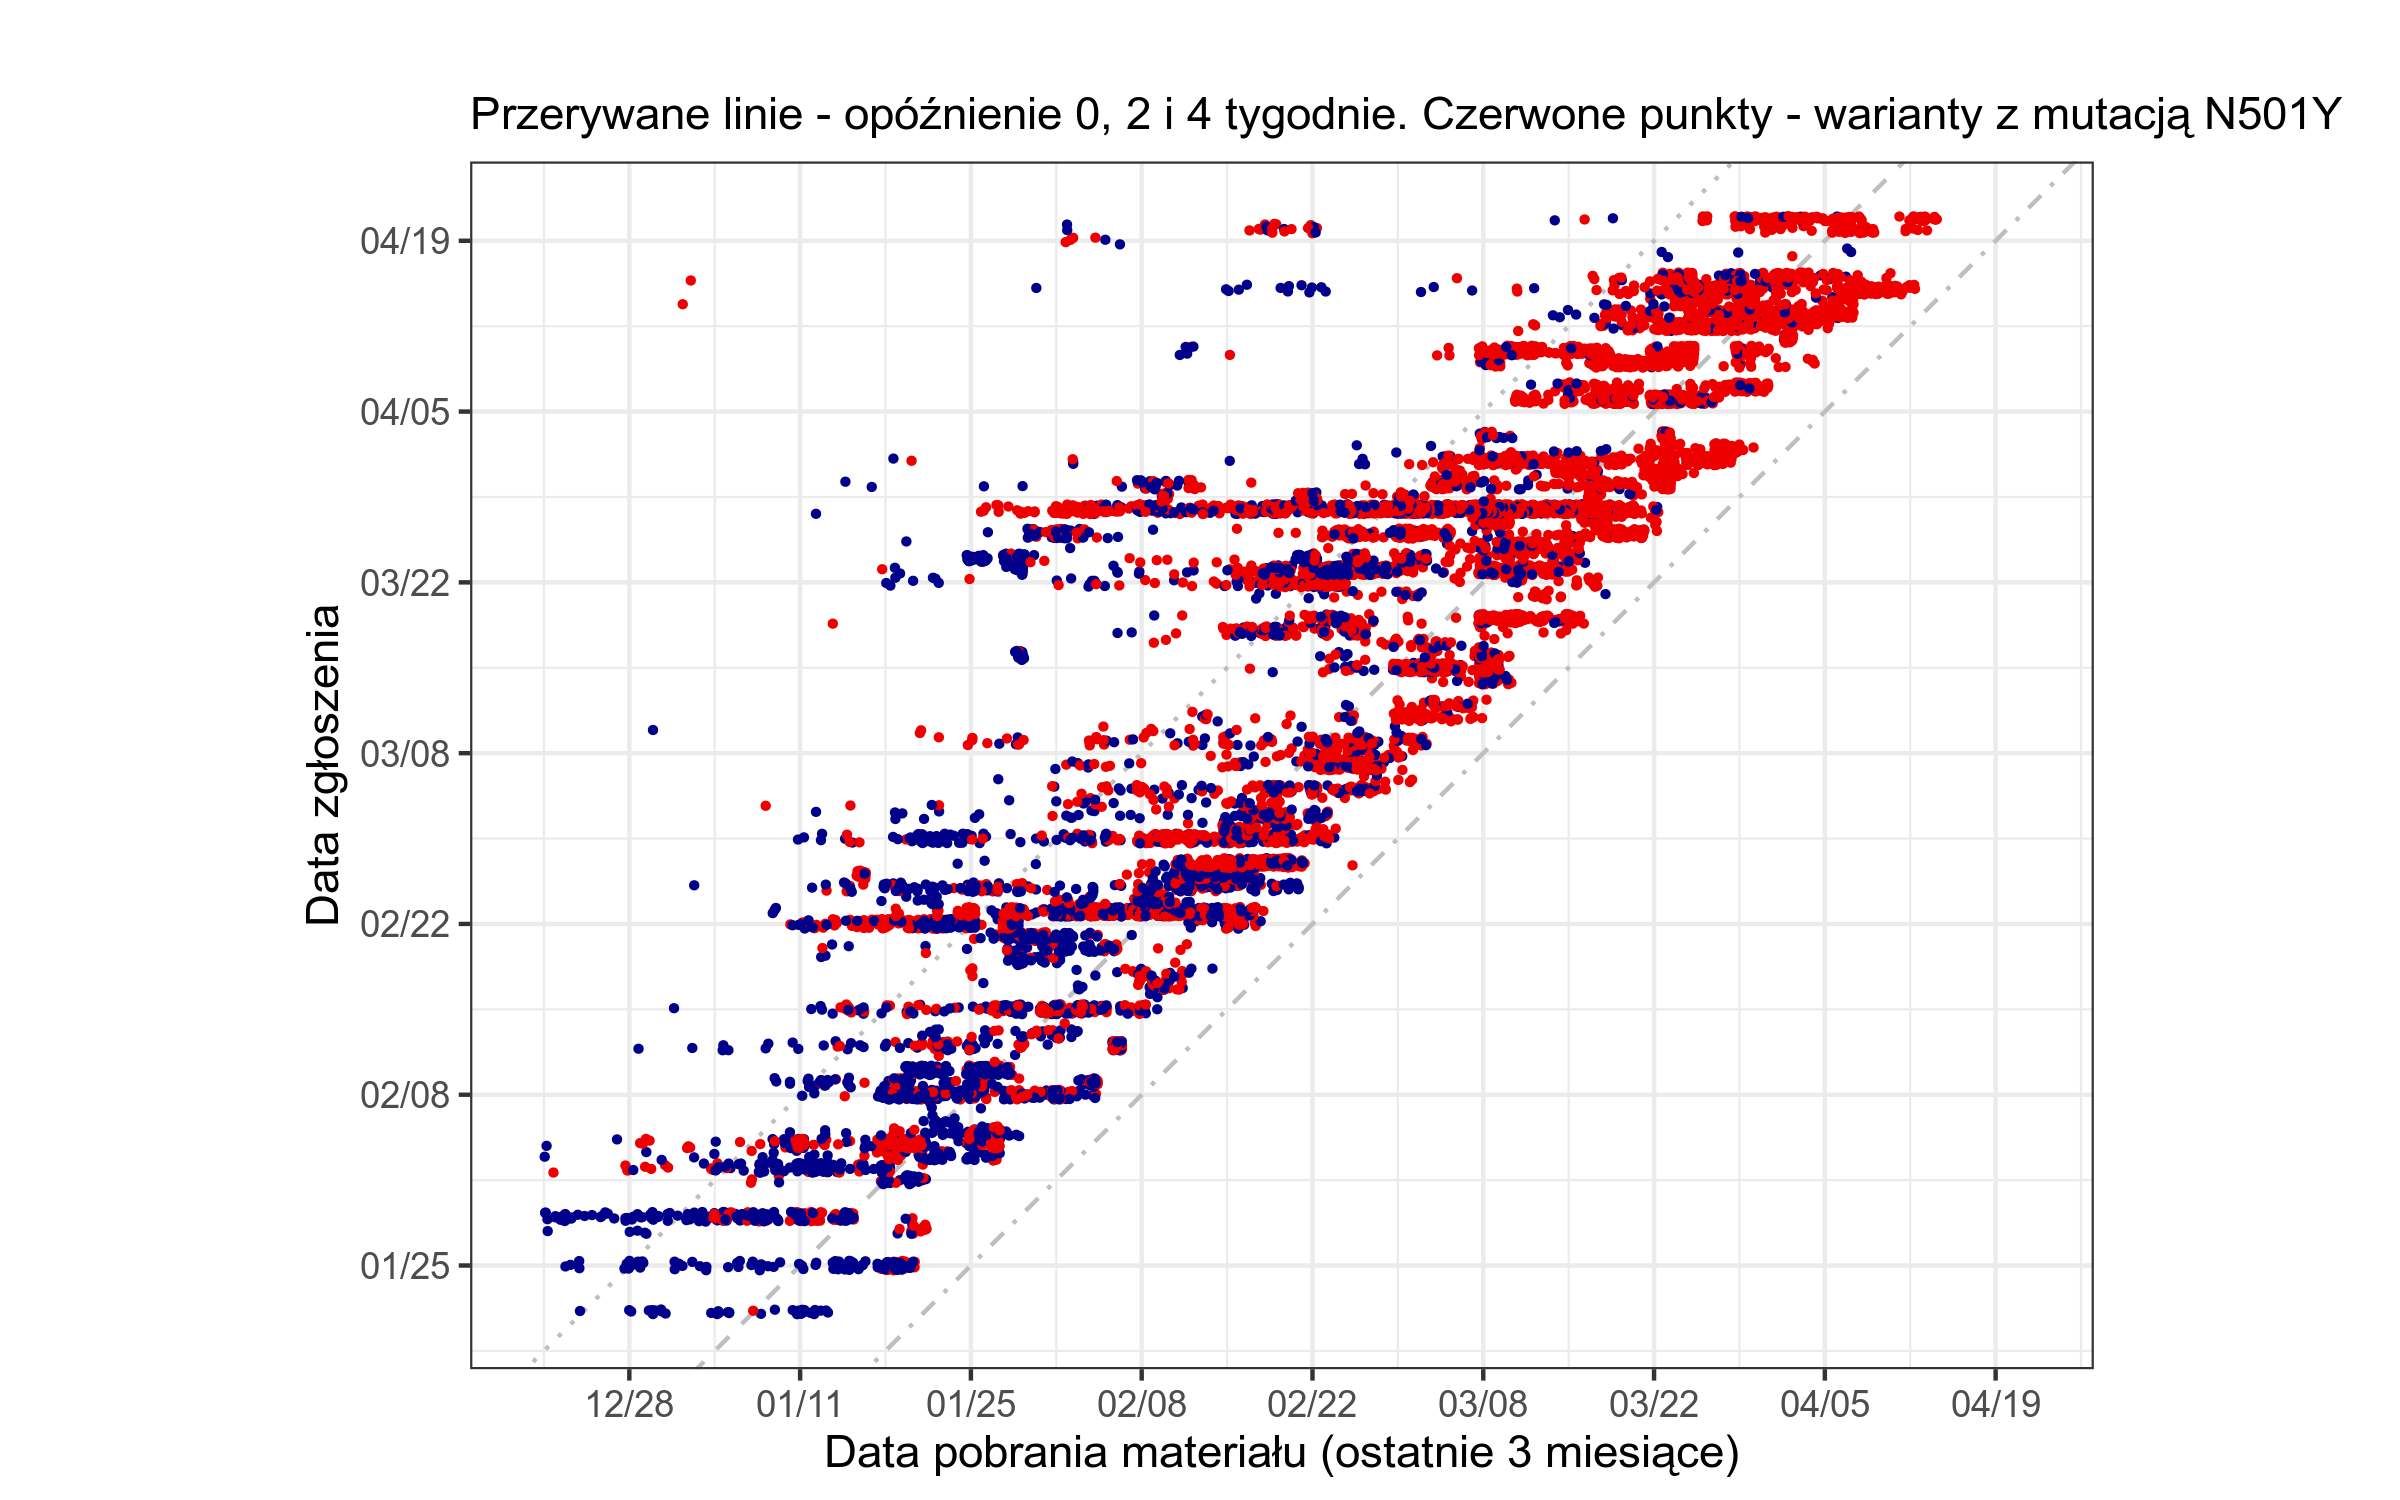 Przerywane linie - opóźnienie 0, 2 i 4 tygodnie. Czerwone punkty - warianty z mutacją N501Y
Data zgłoszenia
04/19
04/05
03/22
03/08
02/22
02/08
01/25
12/28 01/11 01/25 02/08 02/22 03/08 03/22 04/05 04/19
Data pobrania materiału (ostatnie 3 miesiące)